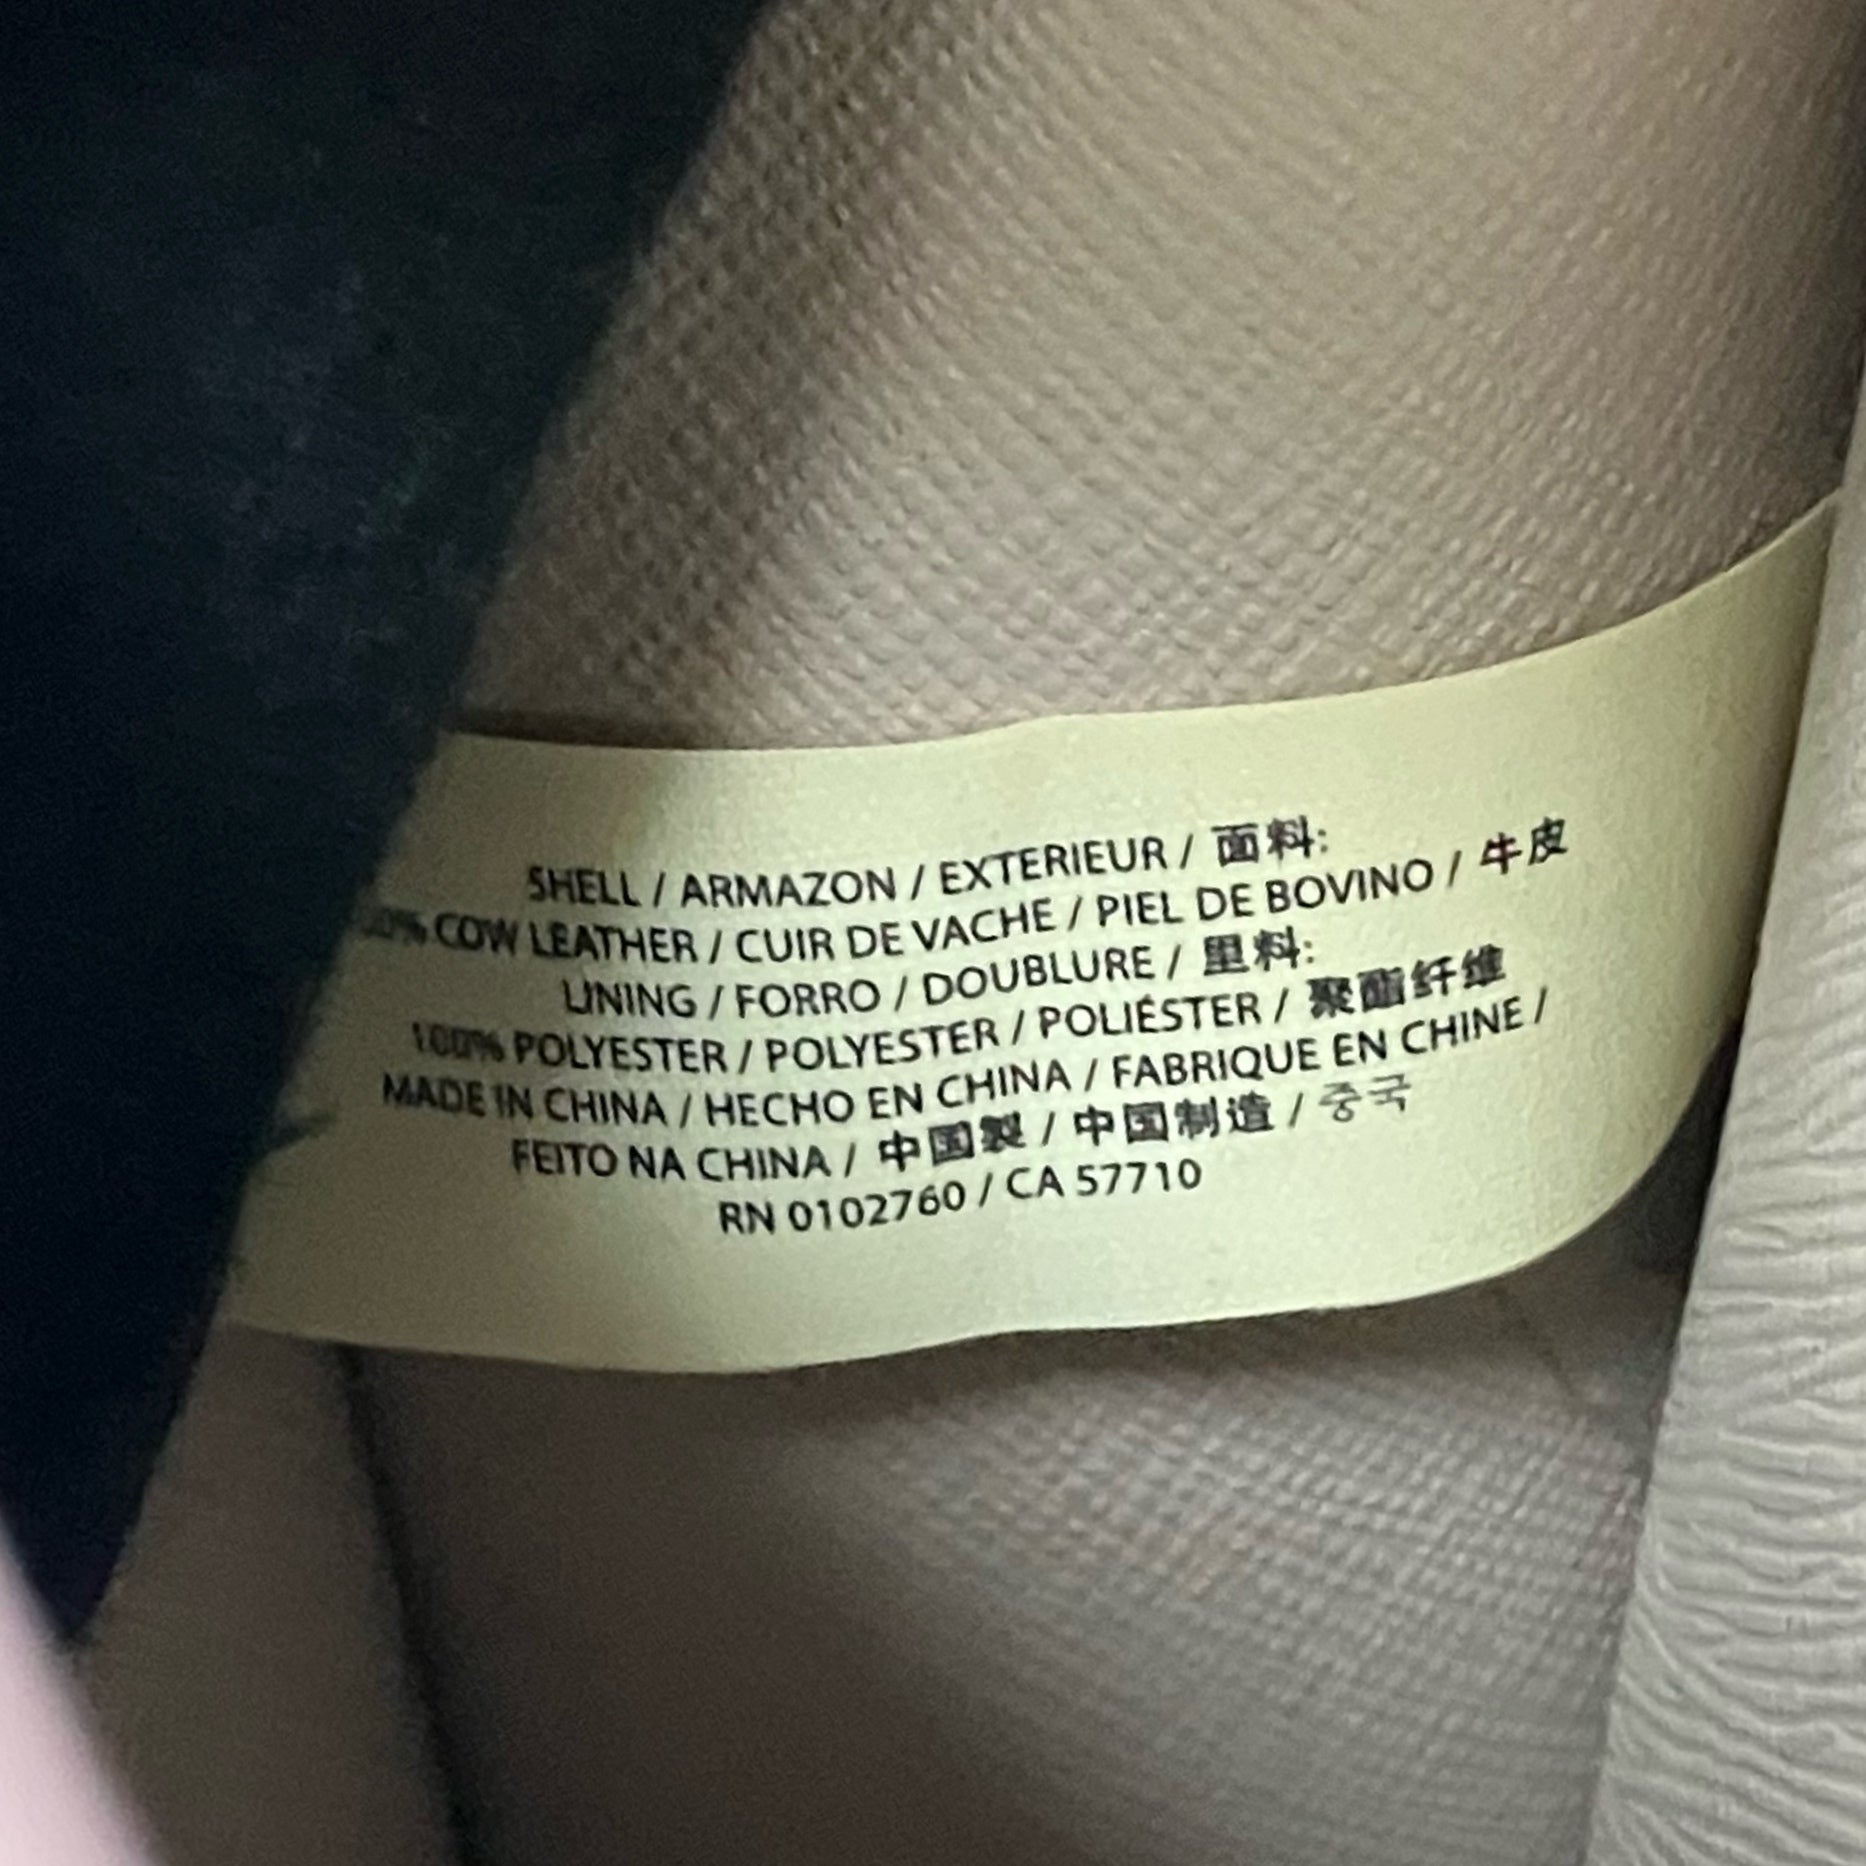 SHELL / ARMAZON / EXTERIEUR / 面料:
COW LEATHER / CUIR DE VACHE / PIEL DE BOVINO / 牛皮
LINING / FORRO / DOUBLURE / 里料:
100% POLYESTER / POLYESTER / POLIÉSTER / 聚酯纤维
MADE IN CHINA / HECHO EN CHINA / FABRIQUE EN CHINE /
FEITO NA CHINA / 中国製 / 中国制造 / 중국
RN 0102760 / CA 57710